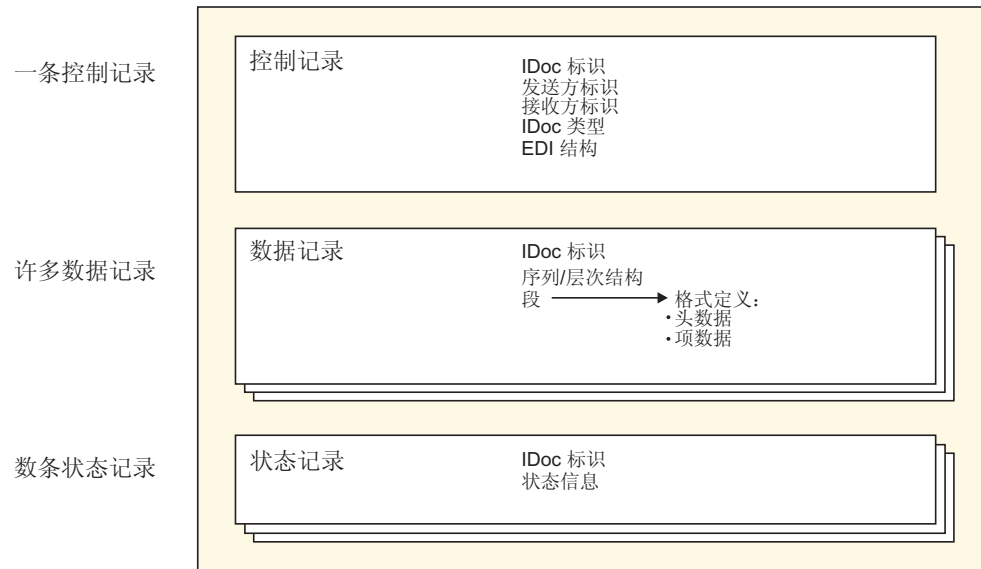 一条控制记录
控制记录
IDoc 标识
发送方标识
接收方标识
IDoc 类型
EDI 结构
许多数据记录
数据记录
IDoc 标识
序列/层次结构
段
格式定义：
·头数据
·项数据
数条状态记录
状态记录
IDoc 标识
状态信息